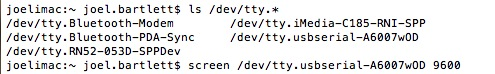 joelimac:~ joel.bartlett$ ls /dev/tty.*
/dev/tty.Bluetooth-Modem /dev/tty.iMedia-C185-RNI-SPP
/dev/tty.Bluetooth-PDA-Sync /dev/tty.usbserial-A6007wOD
/dev/tty.RN52-053D-SPPDev
joelimac:~ joel.bartlett$ screen /dev/tty.usbserial-A6007wOD 9600